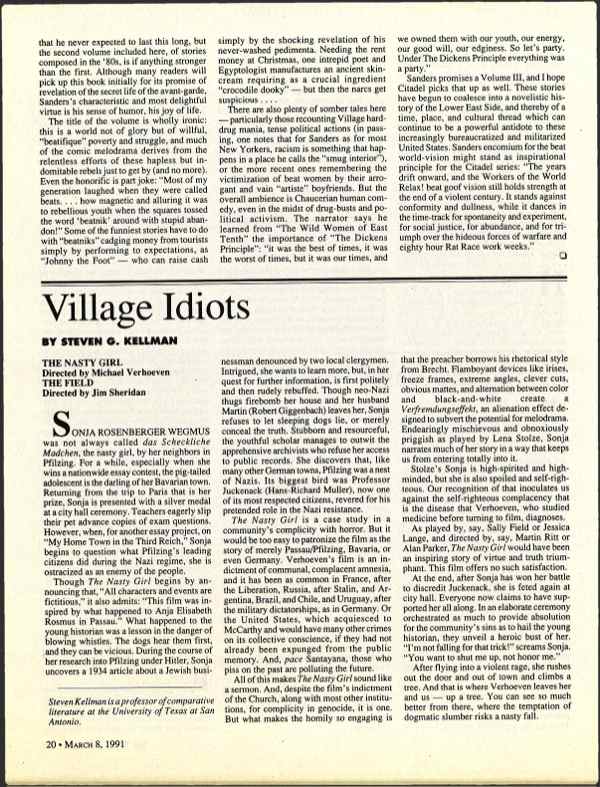 that he never expected to last this long, but
the second volume included here, of stories
composed in the '80s, is if anything stronger
than the first. Although many readers will
pick up this book initially for its promise of
revelation of the secret life of the avant-garde,
Sanders's characteristic and most delightful
virtue is his sense of humor, his joy of life.
The title of the volume is wholly ironic:
this is a world not of glory but of willful,
"beatifique" poverty and struggle, and much
of the comic melodrama derives from the
relentless efforts of these hapless but in-
domitable rebels just to get by (and no more).
Even the honorific is part joke: "Most of my
generation laughed when they were called
beats. . . . how magnetic and alluring it was
to rebellious youth when the squares tossed
the word 'beatnik' around with stupid aban-
don!" Some of the funniest stories have to do
with "beatniks" cadging money from tourists
simply by performing to expectations, as
"Johnny the Foot" — who can raise cash
simply by the shocking revelation of his
never-washed pedimenta. Needing the rent
money at Christmas, one intrepid poet and
Egyptologist manufactures an ancient skin-
cream requiring as a crucial ingredient
"crocodile dooky" — but then the narcs get
suspicious . . . .
There are also plenty of somber tales here
— particularly those recounting Village hard-
drug mania, tense political actions (in pass-
ing, one notes that for Sanders as for most
New Yorkers, racism is something that hap-
pens in a place he calls the "smug interior"),
or the more recent ones remembering the
victimization of beat women by their arro-
gant and vain "artiste" boyfriends. But the
overall ambience is Chaucerian human com-
edy, even in the midst of drug-busts and po-
litical activism. The narrator says he
learned from "The Wild Women of East
Tenth" the importance of "The Dickens
Principle": "it was the best of times, it was
the worst of times, but it was our times, and
we owned them with our youth, our energy,
our good will, our edginess. So let's party.
Under The Dickens Principle everything was
a party."
Sanders promises a Volume III, and I hope
Citadel picks that up as well. These stories
have begun to coalesce into a novelistic his-
tory of the Lower East Side, and thereby of a
time, place, and cultural thread which can
continue to be a powerful antidote to these
increasingly bureaucratized and militarized
United States. Sanders encomium for the beat
world-vision might stand as inspirational
principle for the Citadel series: "The years
drift onward, and the Workers of the World
Relax! beat goof vision still holds strength at
the end of a violent century. It stands against
conformity and dullness, while it dances in
the time-track for spontaneity and experiment,
for social justice, for abundance, and for tri-
umph over the hideous forces of warfare and
eighty hour Rat Race work weeks."
Village Idiots
BY STEVEN G. KELLMAN
THE NASTY GIRL
Directed by Michael Verhoeven
THE FIELD
Directed by Jim Sheridan
SONJA ROSENBERGER WEGMUS
was not always called das Scheckliche
Madchen, the nasty girl, by her neighbors in
Pfilzing. For a while, especially when she
wins a nationwide essay contest, the pig-tailed
adolescent is the darling of her Bavarian town.
Returning from the trip to Paris that is her
prize, Sonja is presented with a silver medal
at a city hall ceremony. Teachers eagerly slip
their pet advance copies of exam questions.
However, when, for another essay project, on
"My Home Town in the Third Reich," Sonja
begins to question what Pfilzing's leading
citizens did during the Nazi regime, she is
ostracized as an enemy of the people.
Though The Nasty Girl begins by an-
nouncing that, "All characters and events are
fictitious," it also admits: "This film was in-
spired by what happened to Anja Elisabeth
Rosmus in Passau." What happened to the
young historian was a lesson in the danger of
blowing whistles. The dogs hear them first,
and they can be vicious. During the course of
her research into Pfilzing under Hitler, Sonja
uncovers a 1934 article about a Jewish busi-
Steven Kellman is a professor of comparative
literature at the University of Texas at San
Antonio.
nessman denounced by two local clergymen.
Intrigued, she wants to learn more, but, in her
quest for further information, is first politely
and then rudely rebuffed. Though neo-Nazi
thugs firebomb her house and her husband
Martin (Robert Giggenbach) leaves her, Sonja
refuses to let sleeping dogs lie, or merely
conceal the truth. Stubborn and resourceful,
the youthful scholar manages to outwit the
apprehensive archivists who refuse her access
to public records. She discovers that, like
many other German towns, Pfilzing was a nest
of Nazis. Its biggest bird was Professor
Juckenack (Hans-Richard Muller), now one
of its most respected citizens, revered for his
pretended role in the Nazi resistance.
The Nasty Girl is a case study in a
community's complicity with horror. But it
would be too easy to patronize the film as the
story of merely Passau/Pfilzing, Bavaria, or
even Germany. Verhoeven's film is an in-
dictment of communal, complacent amnesia,
and it has been as common in France, after
the Liberation, Russia, after Stalin, and Ar-
gentina, Brazil, and Chile, and Uruguay, after
the military dictatorships, as in Germany. Or
the United States, which acquiesced to
McCarthy and would have many other crimes
on its collective conscience, if they had not
already been expunged from the public
memory. And, pace Santayana, those who
piss on the past are polluting the future.
All of this makes The Nasty Girl sound like
a sermon. And, despite the film's indictment
of the Church, along with most other institu-
tions, for complicity in genocide, it is one.
But what makes the homily so engaging is
that the preacher borrows his rhetorical style
from Brecht. Flamboyant devices like irises,
freeze frames, extreme angles, clever cuts,
obvious mattes, and alternation between color
and black-and-white create a
Verfremdungseffekt, an alienation effect de-
signed to subvert the potential for melodrama.
Endearingly mischievous and obnoxiously
priggish as played by Lena Stolze, Sonja
narrates much of her story in a way that keeps
us from entering totally into it.
Stolze's Sonja is high-spirited and high-
minded, but she is also spoiled and self-righ-
teous. Our recognition of that inoculates us
against the self-righteous complacency that
is the disease that Verhoeven, who studied
medicine before turning to film, diagnoses.
As played by, say, Sally Field or Jessica
Lange, and directed by, say, Martin Ritt or
Alan Parker, The Nasty Girl would have been
an inspiring story of virtue and truth trium-
phant. This film offers no such satisfaction.
At the end, after Sonja has won her battle
to discredit Juckenack, she is feted again at
city hall. Everyone now claims to have sup-
ported her all along. In an elaborate ceremony
orchestrated as much to provide absolution
for the community's sins as to hail the young
historian, they unveil a heroic bust of her.
"I'm not falling for that trick!" screams Sonja.
"You want to shut me up, not honor me."
After flying into a violent rage, she rushes
out the door and out of town and climbs a
tree. And that is where Verhoeven leaves her
and us — up a tree. You can see so much
better from there, where the temptation of
dogmatic slumber risks a nasty fall.
20 • MARCH 8, 1991